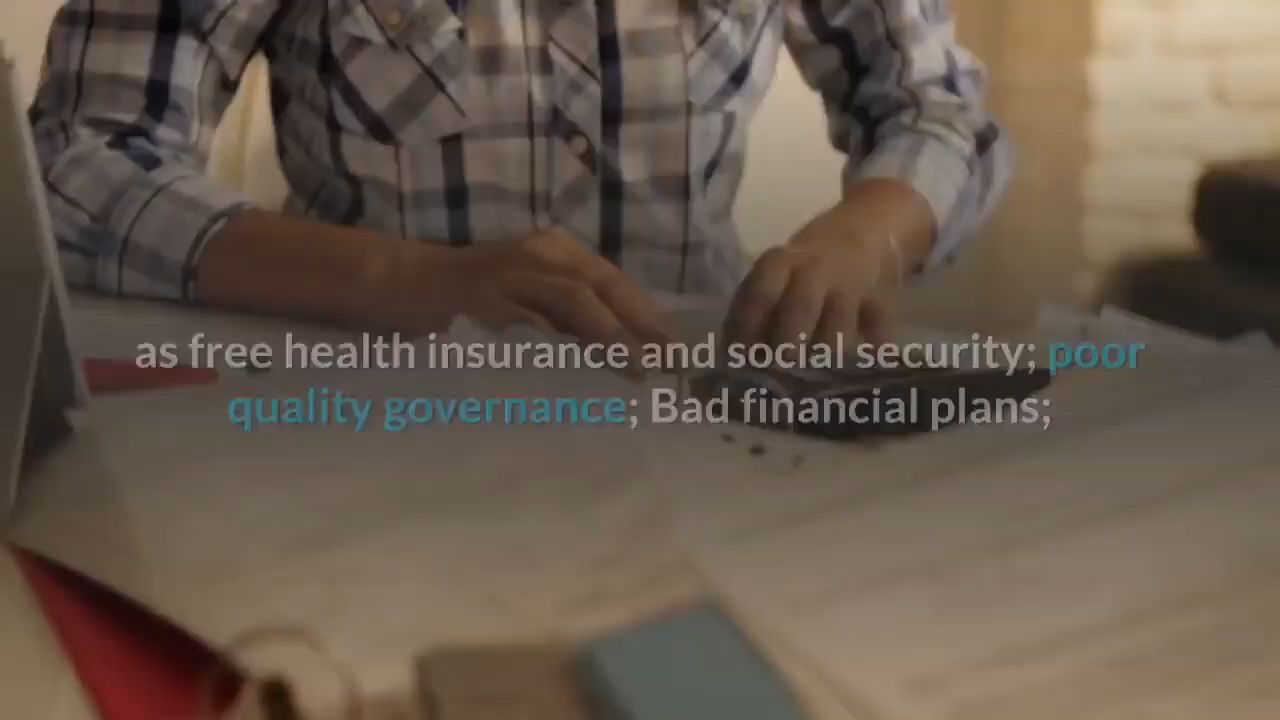 as free health insurance and social security; poor
quality governance; Bad financial plans;